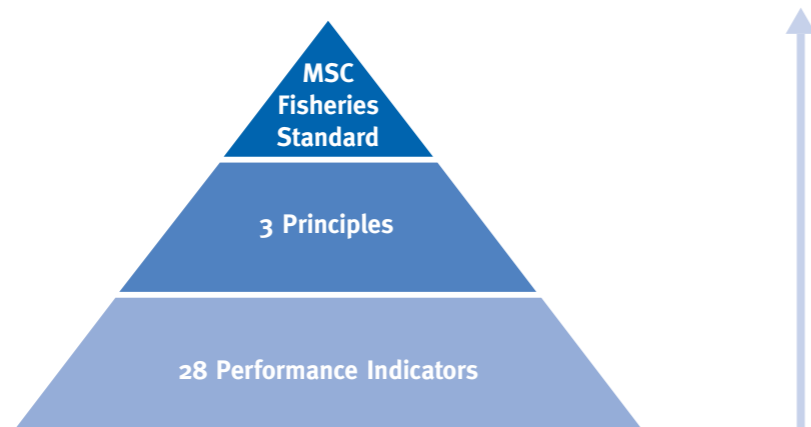 MSC
Fisheries
Standard
3 Principles
28 Performance Indicators